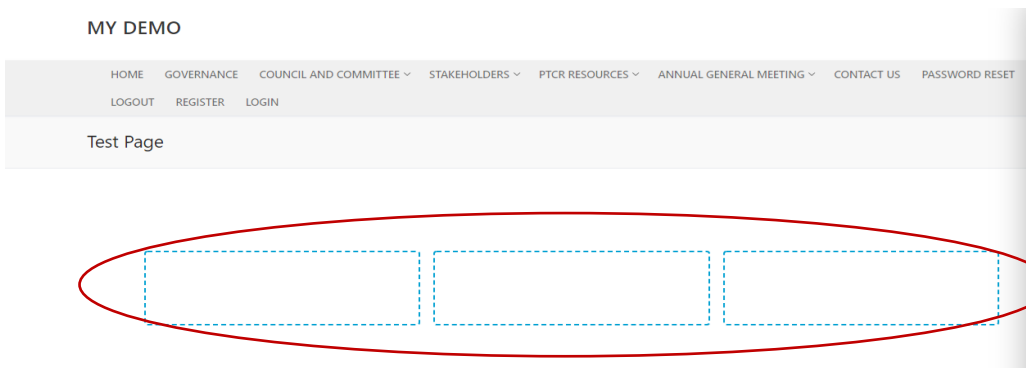 MY DEMO
HOME GOVERNANCE COUNCIL AND COMMITTEE STAKEHOLDERS PTCR RESOURCES ANNUAL GENERAL MEETING CONTACT US PASSWORD RESET
LOGOUT REGISTER LOGIN
Test Page